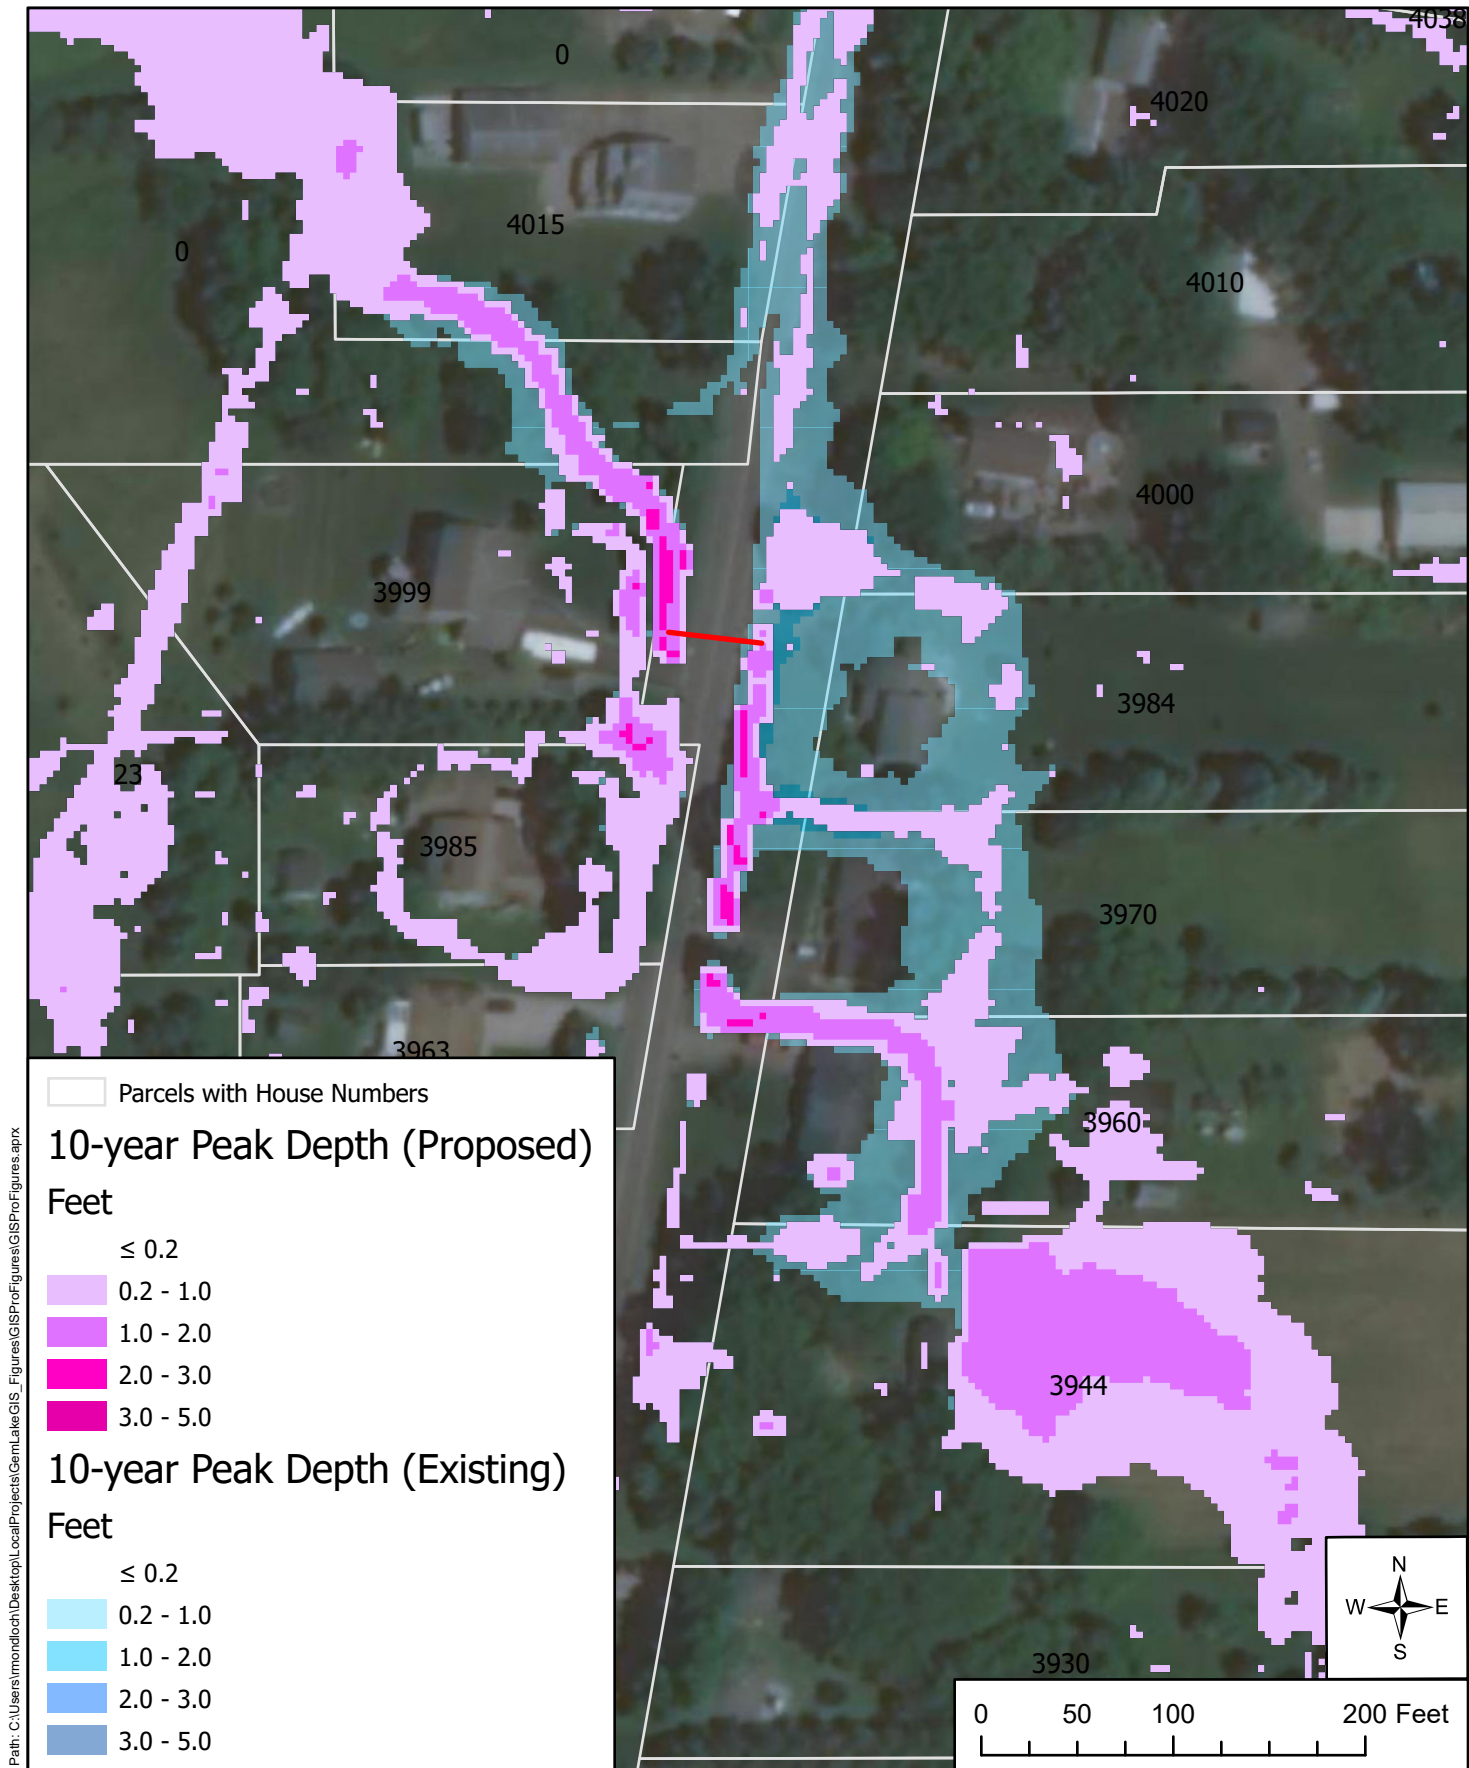 4038
0
4020
4015
0
4010
4000
3999
3984
23
3985
3970
3963
3960
3944
3930
Parcels with House Numbers
10-year Peak Depth (Proposed)
Feet
≤ 0.2
0.2 - 1.0
1.0 - 2.0
2.0 - 3.0
3.0 - 5.0
10-year Peak Depth (Existing)
Feet
≤ 0.2
0.2 - 1.0
1.0 - 2.0
2.0 - 3.0
3.0 - 5.0
N
W E
S
0 50 100 200 Feet
Path: C:\Users\rmondloch\Desktop\LocalProjects\GemLakeGIS_Figures\GISProFigures\GISProFigures.aprx